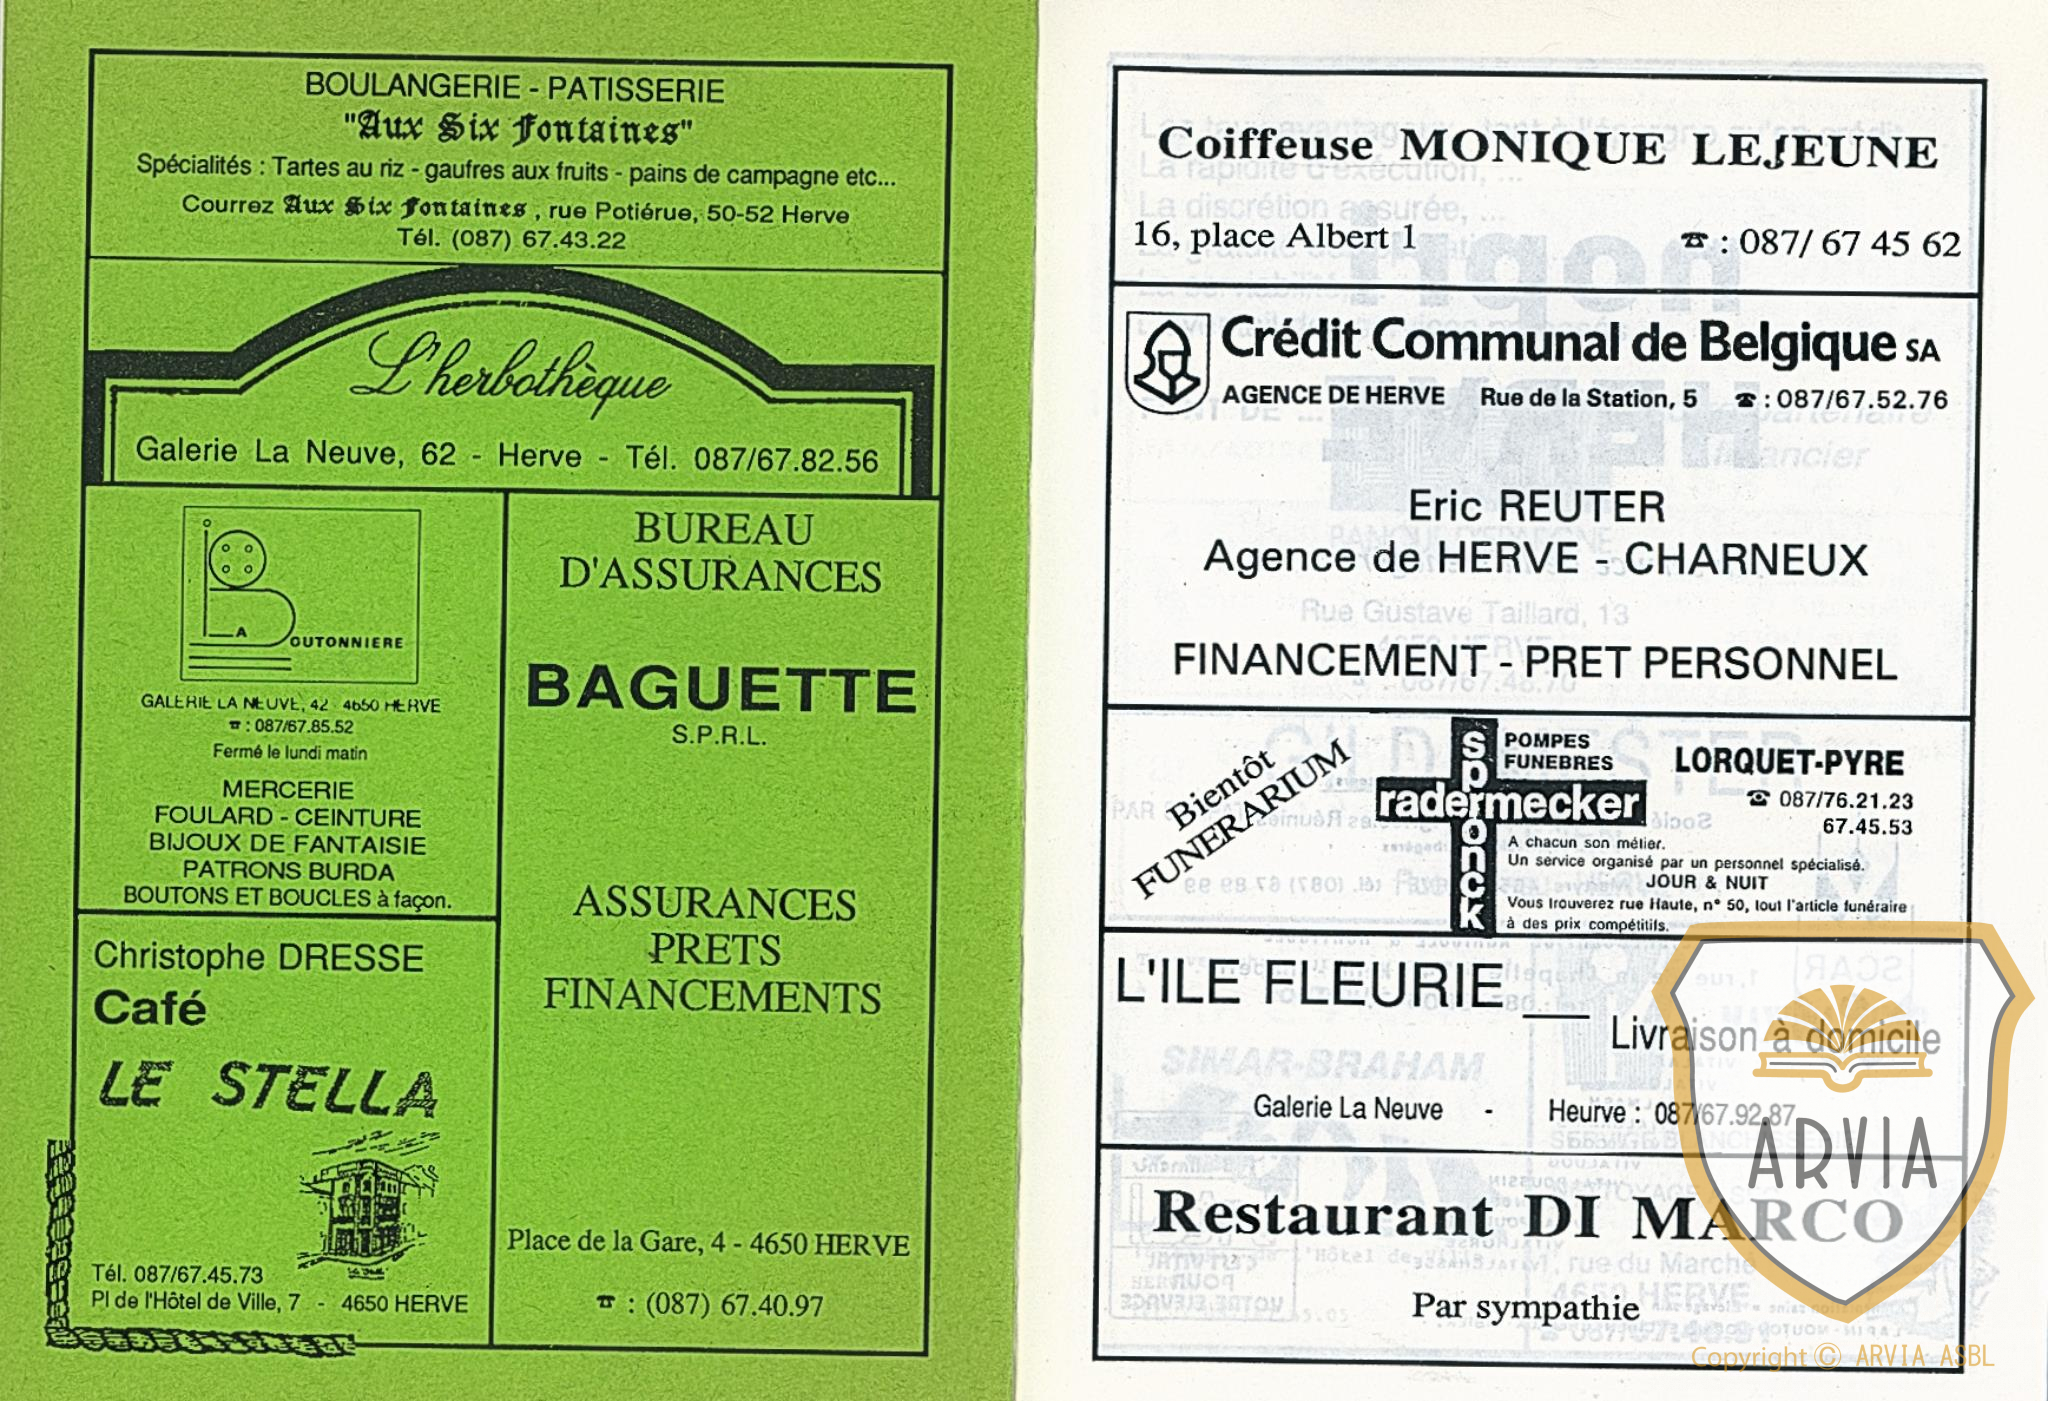 BOULANGERIE - PATISSERIE
"Aux Six Fontaines"
Spécialités : Tartes au riz - gaufres aux fruits - pains de campagne etc...
Courrez Aux Six Fontaines , rue Potiérue, 50-52 Herve
Tél. (087) 67.43.22
L'herbothèque
Galerie La Neuve, 62 - Herve - Tél. 087/67.82.56
LA BOUTONNIERE
GALERIE LA NEUVE, 42 - 4650 HERVE
☎ : 087/67.85.52
Fermé le lundi matin
MERCERIE
FOULARD - CEINTURE
BIJOUX DE FANTAISIE
PATRONS BURDA
BOUTONS ET BOUCLES à façon.
Christophe DRESSE
Café
LE STELLA
Tél. 087/67.45.73
Pl de l'Hôtel de Ville, 7 - 4650 HERVE
BUREAU
D'ASSURANCES
BAGUETTE
S.P.R.L.
ASSURANCES
PRETS
FINANCEMENTS
Place de la Gare, 4 - 4650 HERVE
☎ : (087) 67.40.97
Coiffeuse MONIQUE LEJEUNE
16, place Albert 1
☎ : 087/ 67 45 62
Crédit Communal de Belgique SA
AGENCE DE HERVE Rue de la Station, 5 ☎ : 087/67.52.76
Eric REUTER
Agence de HERVE - CHARNEUX
FINANCEMENT - PRET PERSONNEL
Bientôt
FUNERARIUM
sporonck
radermecker
POMPES
FUNEBRES
LORQUET-PYRE
☎ 087/76.21.23
67.45.53
A chacun son métier.
Un service organisé par un personnel spécialisé.
JOUR & NUIT
Vous trouverez rue Haute, n° 50, tout l'article funéraire
à des prix compétitifs.
L'ILE FLEURIE
Livraison à domicile
Galerie La Neuve - Heurve : 087/67.92.87
Restaurant DI MARCO
Par sympathie
ARVIA
Copyright © ARVIA ASBL